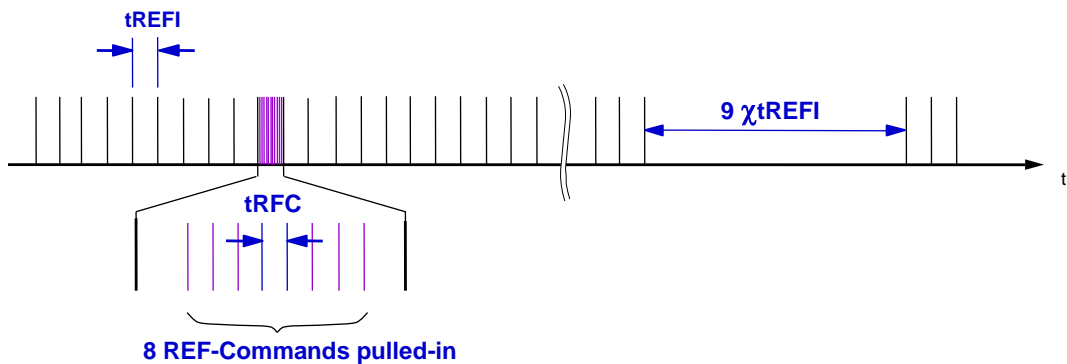 tREFI
9 χtREFI
t
tRFC
8 REF-Commands pulled-in